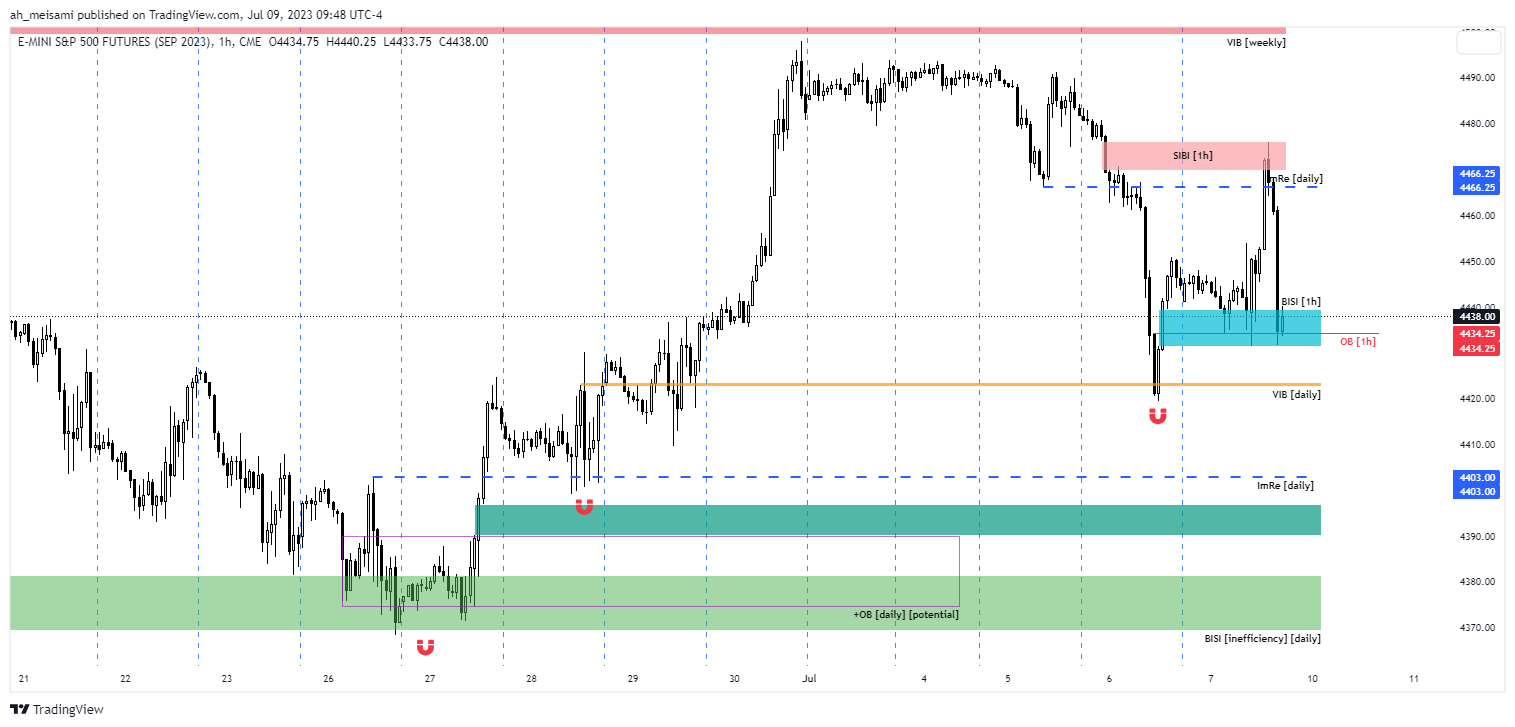 ah_meisami published on TradingView.com, Jul 09, 2023 09:48 UTC-4
E-MINI S&P 500 FUTURES (SEP 2023), 1h, CME O4434.75 H4440.25 L4433.75 C4438.00
VIB [weekly]
4490.00
4480.00
SIBI [1h]
4466.25
mRe [daily]
4466.25
4460.00
4450.00
BISI [1h]
4440.00
4438.00
4434.25
OB [1h]
4434.25
VIB [daily]
4420.00
4410.00
4403.00
ImRe [daily]
4403.00
4390.00
4380.00
+OB [daily] [potential]
4370.00
BISI [inefficiency] [daily]
21 22 23 26 27 28 29 30 Jul 4 5 6 7 10 11
TradingView